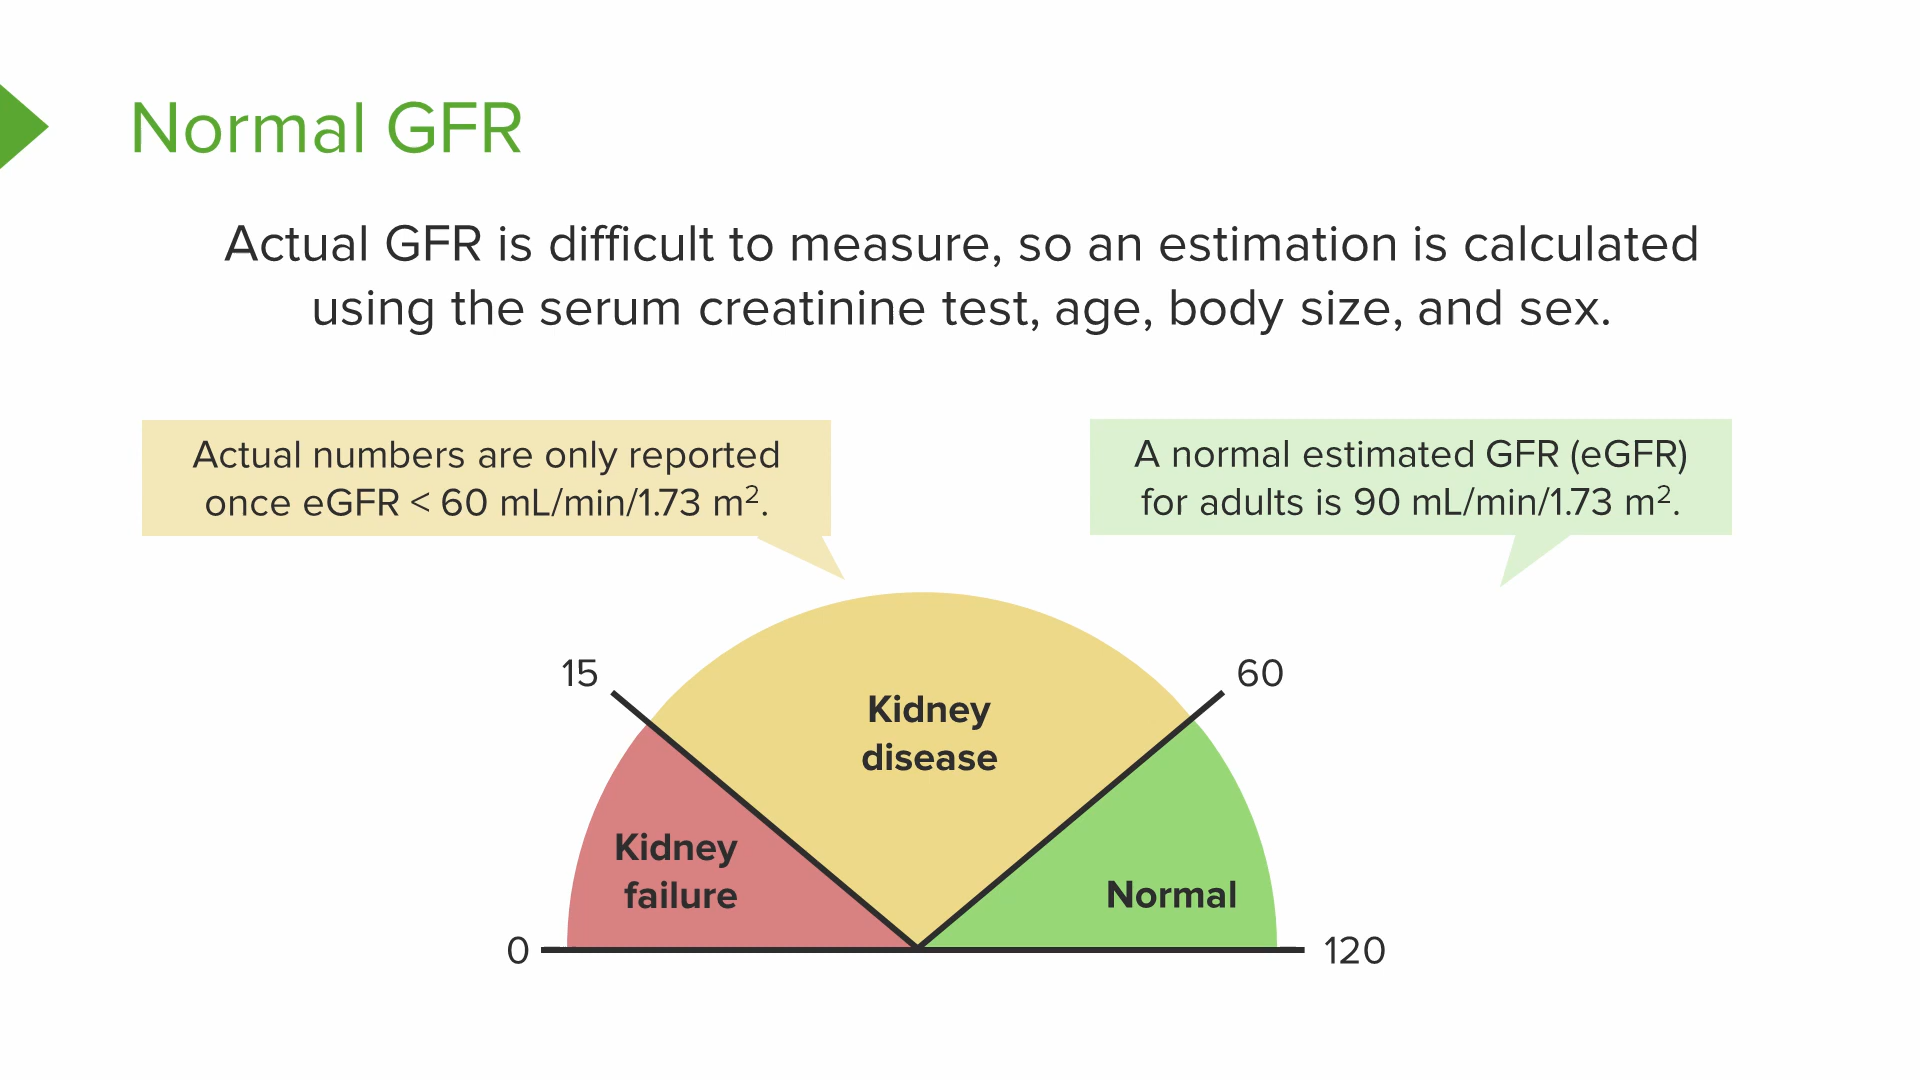 Normal GFR
Actual GFR is difficult to measure, so an estimation is calculated
using the serum creatinine test, age, body size, and sex.
Actual numbers are only reported
once eGFR < 60 mL/min/1.73 m².
A normal estimated GFR (eGFR)
for adults is 90 mL/min/1.73 m².
15
60
Kidney
disease
Kidney
failure
Normal
0
120